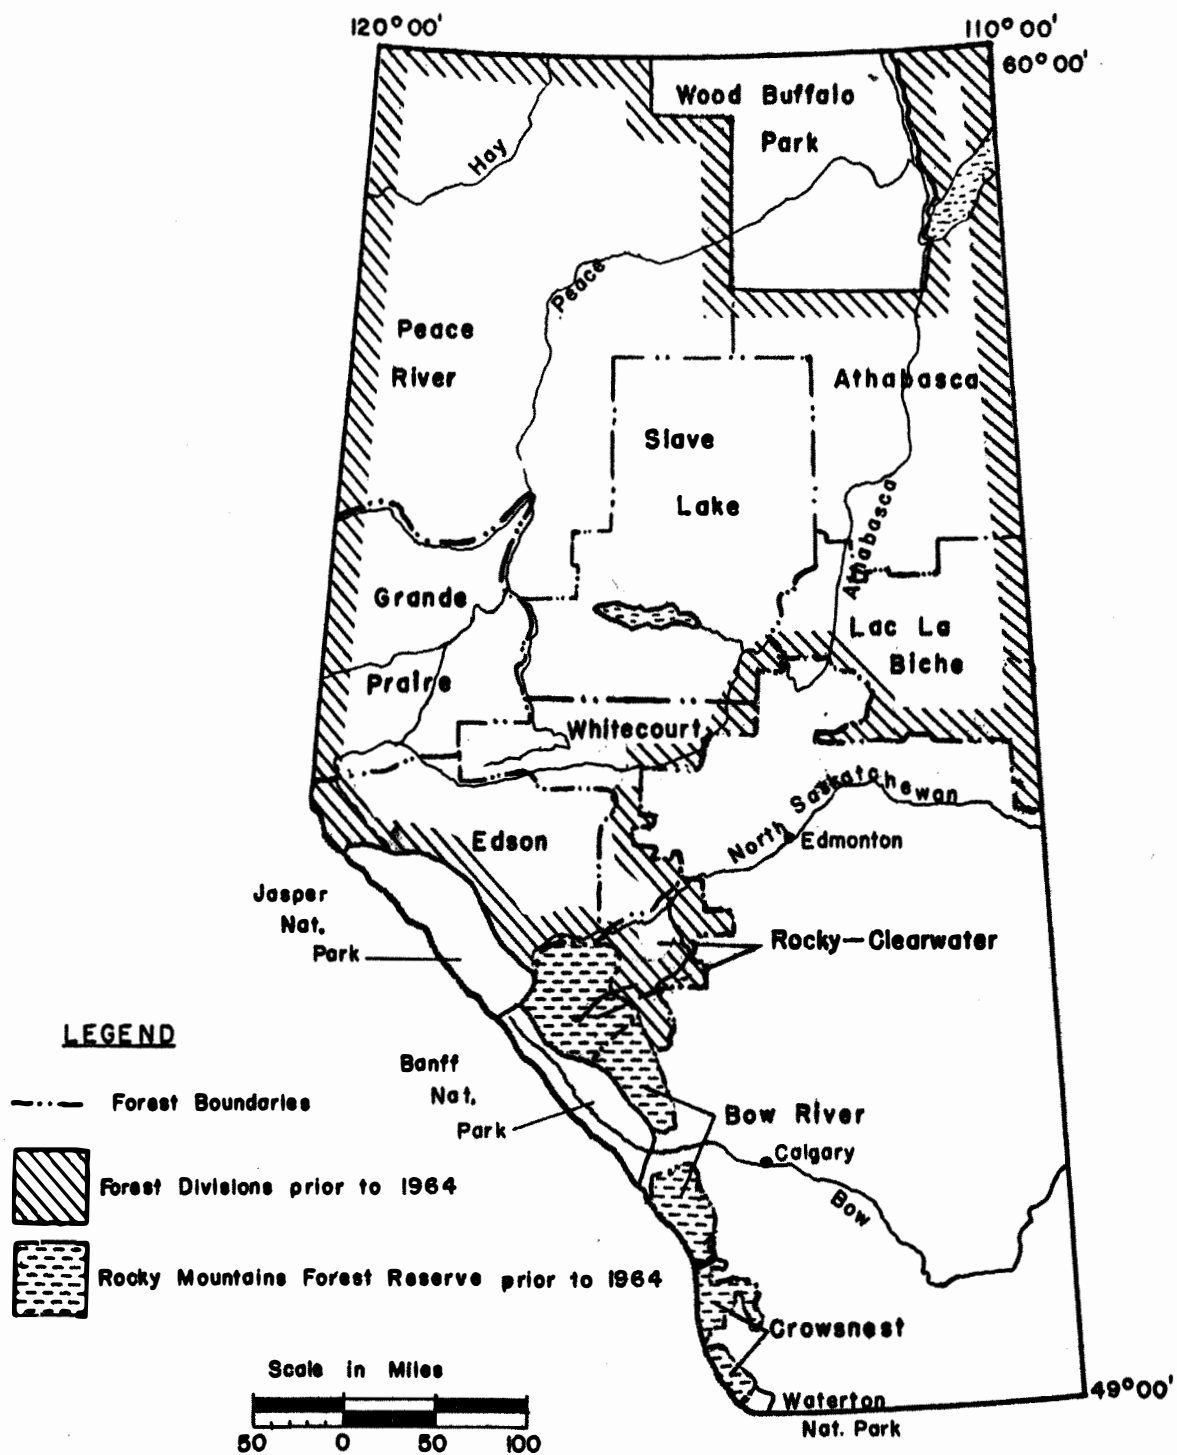 120°00'
110°00'
60°00'
Wood Buffalo
Park
Hay
Peace
Peace
River
Athabasca
Slave
Lake
Athabasca
Grande
Praire
Lac La
Biche
Whitecourt
North Saskatchewan
Edson
Edmonton
Jasper
Nat.
Park
Rocky-Clearwater
LEGEND
Banff
Nat.
Park
Forest Boundaries
Bow River
Calgary
Forest Divisions prior to 1964
Bow
Rocky Mountains Forest Reserve prior to 1964
Crowsnest
Scale in Miles
50 0 50 100
Waterton
Nat. Park
49°00'